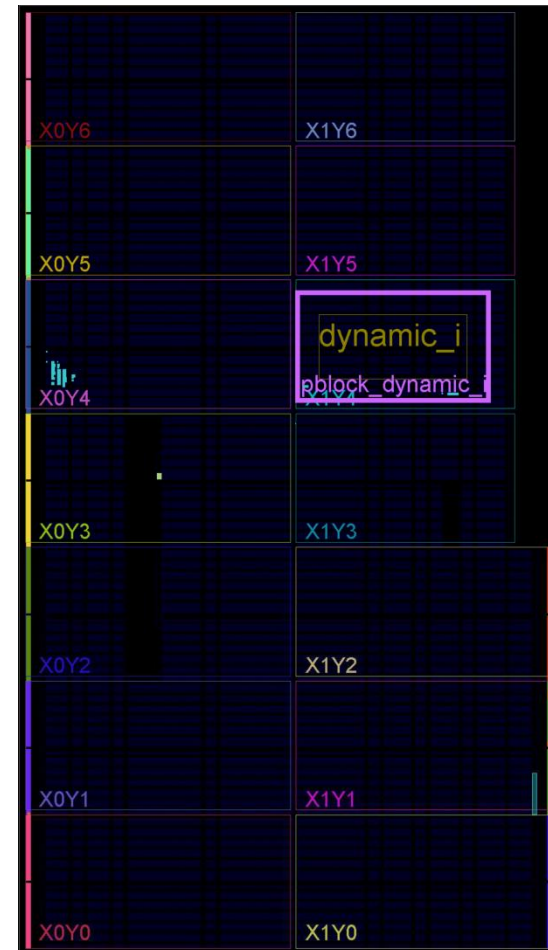 X0Y6 X1Y6
X0Y5 X1Y5
dynamic_i
pblock_dynamic_i
X0Y4 X1Y4
X0Y3 X1Y3
X0Y2 X1Y2
X0Y1 X1Y1
X0Y0 X1Y0